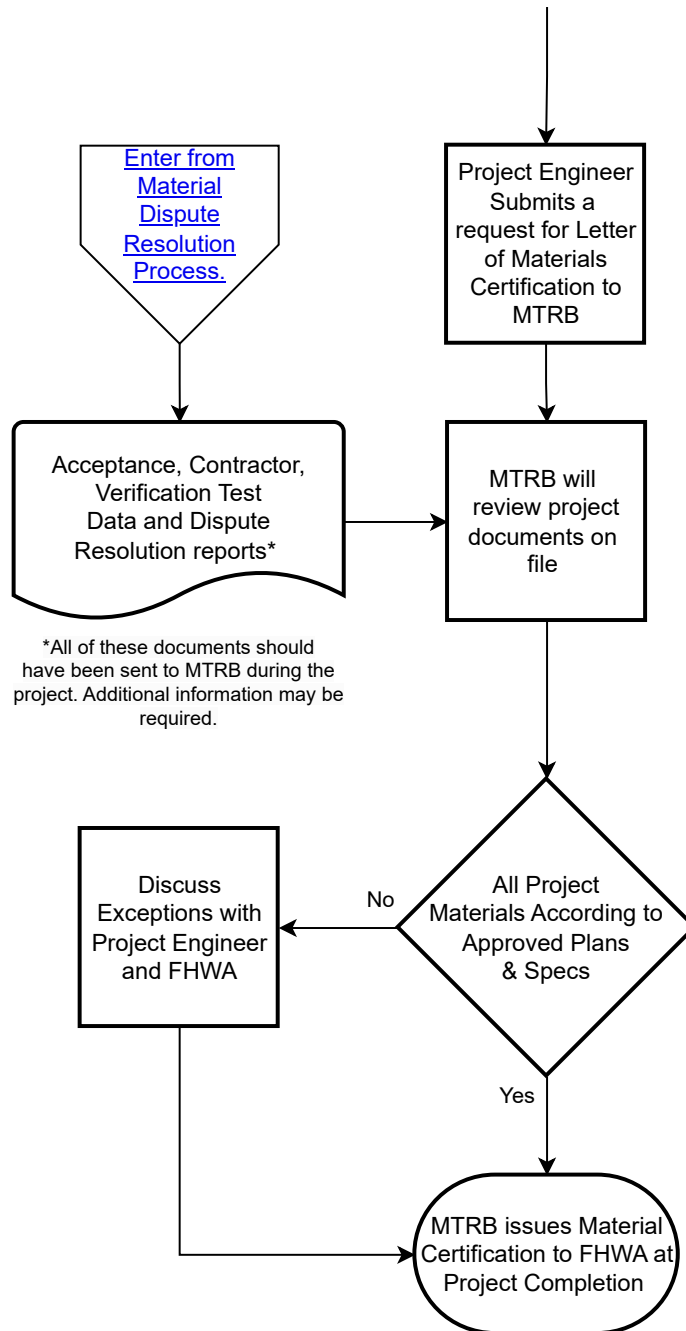 Enter from
Material
Dispute
Resolution
Process.
Project Engineer
Submits a
request for Letter
of Materials
Certification to
MTRB
Acceptance, Contractor,
Verification Test
Data and Dispute
Resolution reports*
MTRB will
review project
documents on
file
*All of these documents should
have been sent to MTRB during the
project. Additional information may be
required.
Discuss
Exceptions with
Project Engineer
and FHWA
No
All Project
Materials According to
Approved Plans
& Specs
Yes
MTRB issues Material
Certification to FHWA at
Project Completion